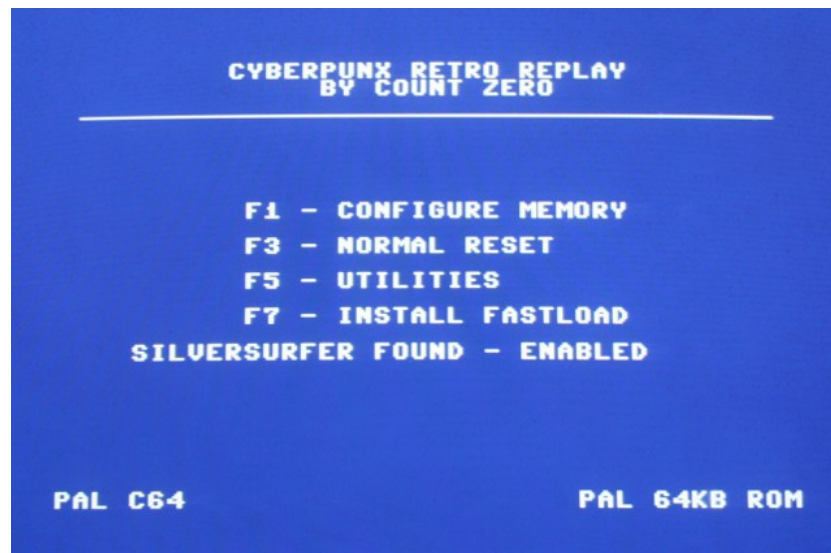 CYBERPUNX RETRO REPLAY
BY COUNT ZERO
F1 - CONFIGURE MEMORY
F3 - NORMAL RESET
F5 - UTILITIES
F7 - INSTALL FASTLOAD
SILVERSURFER FOUND - ENABLED
PAL C64 PAL 64KB ROM